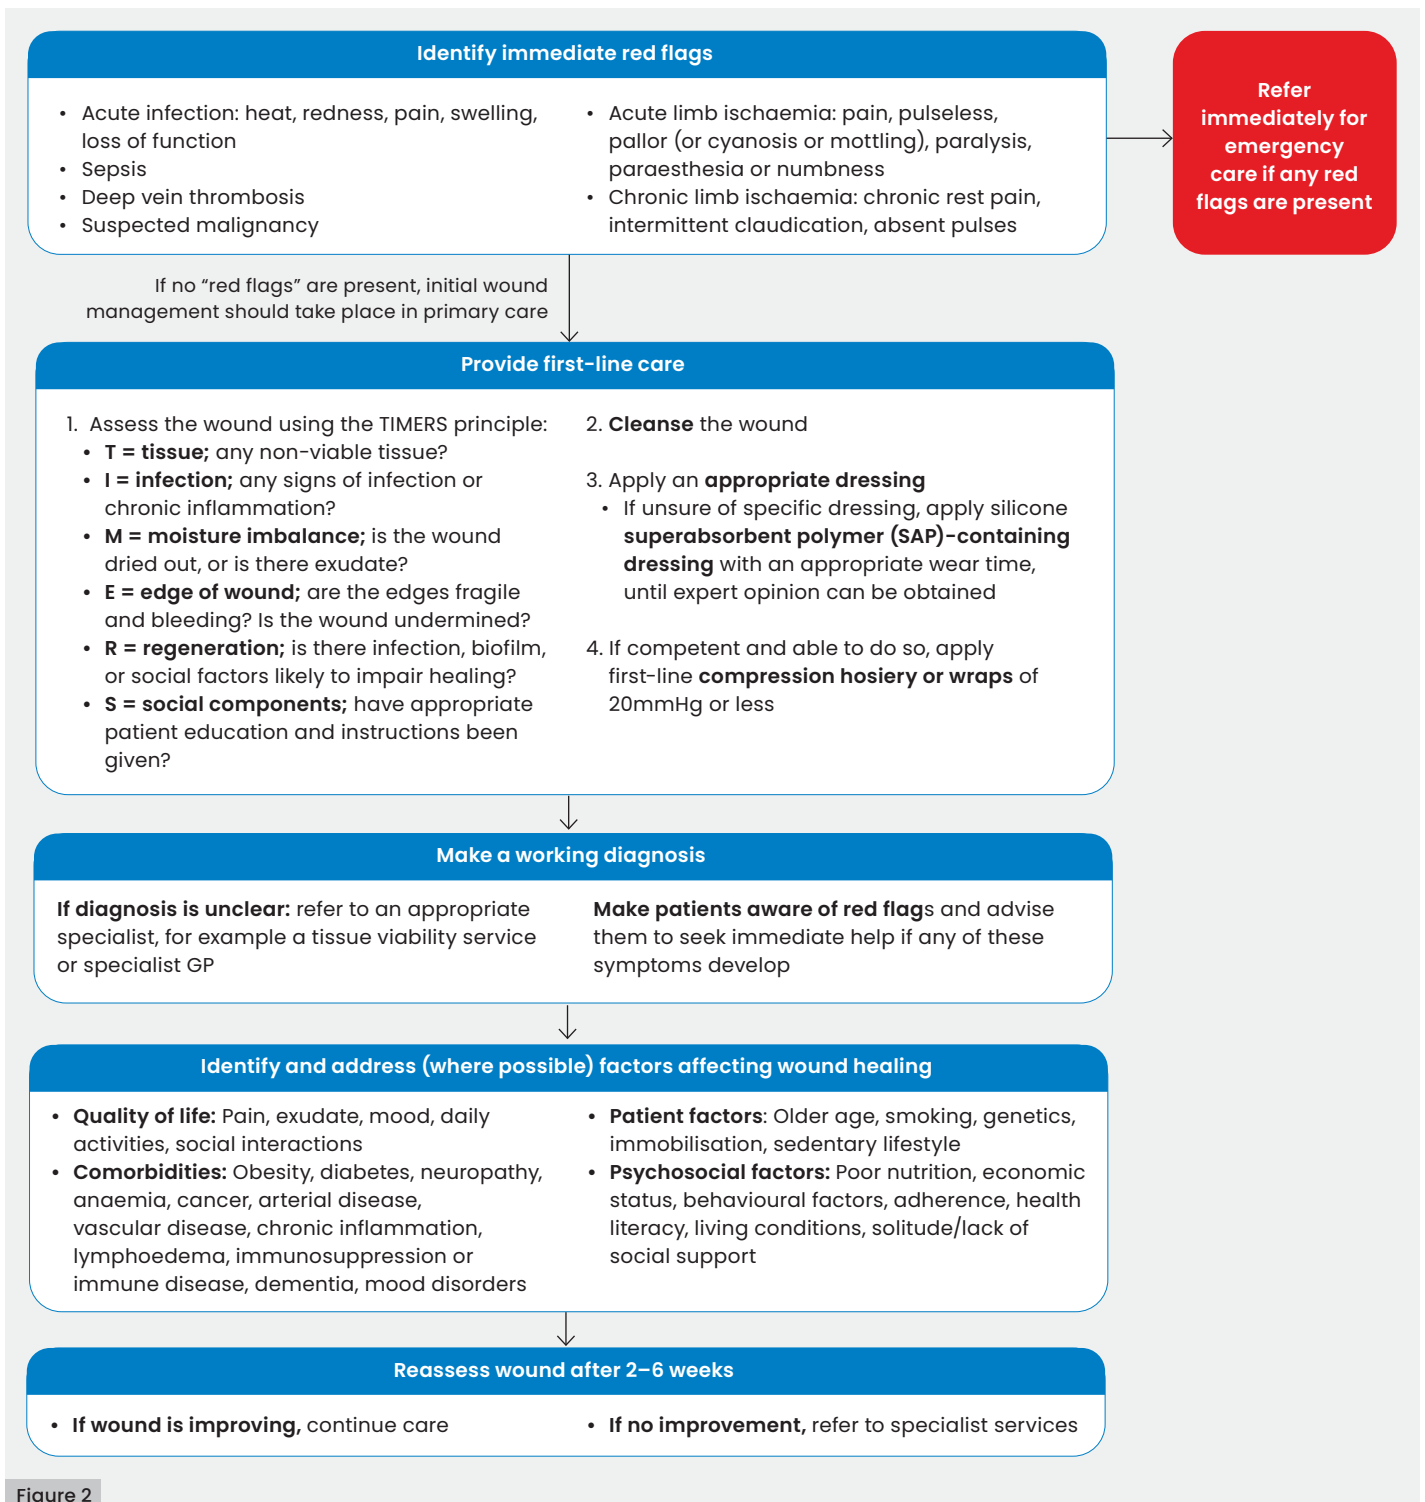 Identify immediate red flags
• Acute infection: heat, redness, pain, swelling,
loss of function
• Sepsis
• Deep vein thrombosis
• Suspected malignancy
• Acute limb ischaemia: pain, pulseless,
pallor (or cyanosis or mottling), paralysis,
paraesthesia or numbness
• Chronic limb ischaemia: chronic rest pain,
intermittent claudication, absent pulses
Refer
immediately for
emergency
care if any red
flags are present
If no “red flags” are present, initial wound
management should take place in primary care
Provide first-line care
1. Assess the wound using the TIMERS principle:
• T = tissue; any non-viable tissue?
• I = infection; any signs of infection or
chronic inflammation?
• M = moisture imbalance; is the wound
dried out, or is there exudate?
• E = edge of wound; are the edges fragile
and bleeding? Is the wound undermined?
• R = regeneration; is there infection, biofilm,
or social factors likely to impair healing?
• S = social components; have appropriate
patient education and instructions been
given?
2. Cleanse the wound
3. Apply an appropriate dressing
• If unsure of specific dressing, apply silicone
superabsorbent polymer (SAP)-containing
dressing with an appropriate wear time,
until expert opinion can be obtained
4. If competent and able to do so, apply
first-line compression hosiery or wraps of
20mmHg or less
Make a working diagnosis
If diagnosis is unclear: refer to an appropriate
specialist, for example a tissue viability service
or specialist GP
Make patients aware of red flags and advise
them to seek immediate help if any of these
symptoms develop
Identify and address (where possible) factors affecting wound healing
• Quality of life: Pain, exudate, mood, daily
activities, social interactions
• Comorbidities: Obesity, diabetes, neuropathy,
anaemia, cancer, arterial disease,
vascular disease, chronic inflammation,
lymphoedema, immunosuppression or
immune disease, dementia, mood disorders
• Patient factors: Older age, smoking, genetics,
immobilisation, sedentary lifestyle
• Psychosocial factors: Poor nutrition, economic
status, behavioural factors, adherence, health
literacy, living conditions, solitude/lack of
social support
Reassess wound after 2–6 weeks
• If wound is improving, continue care
• If no improvement, refer to specialist services
Figure 2